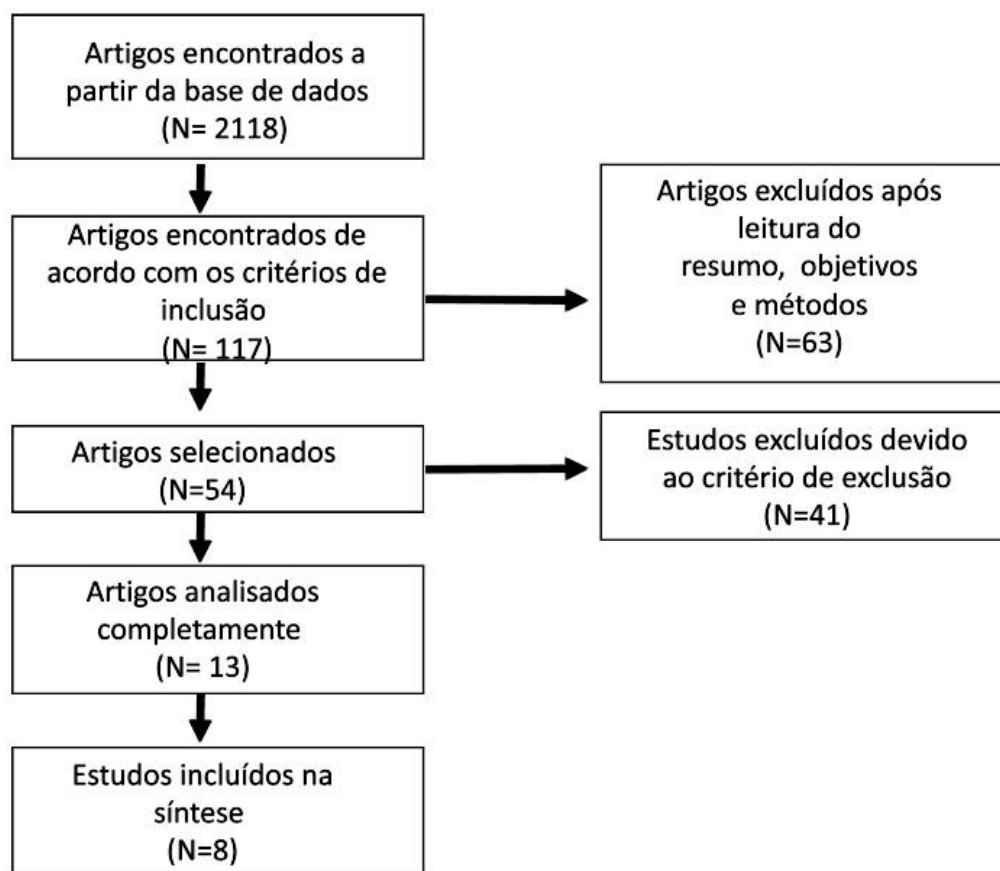 Artigos encontrados a
partir da base de dados
(N= 2118)
Artigos encontrados de
acordo com os critérios de
inclusão
(N= 117)
Artigos excluídos após
leitura do
resumo, objetivos
e métodos
(N=63)
Artigos selecionados
(N=54)
Estudos excluídos devido
ao critério de exclusão
(N=41)
Artigos analisados
completamente
(N= 13)
Estudos incluídos na
síntese
(N=8)